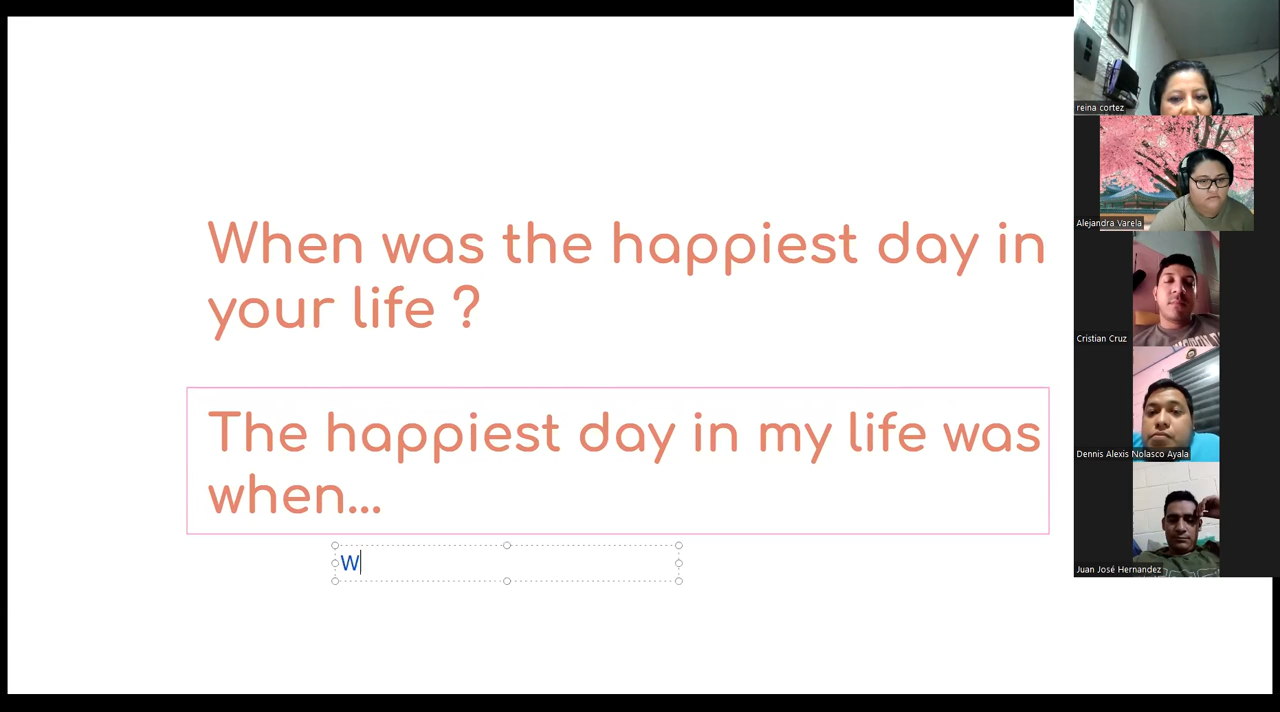 When was the happiest day in
your life ?
The happiest day in my life was
when...
W
reina cortez
Alejandra Varela
Cristian Cruz
Dennis Alexis Nolasco Ayala
Juan José Hernandez